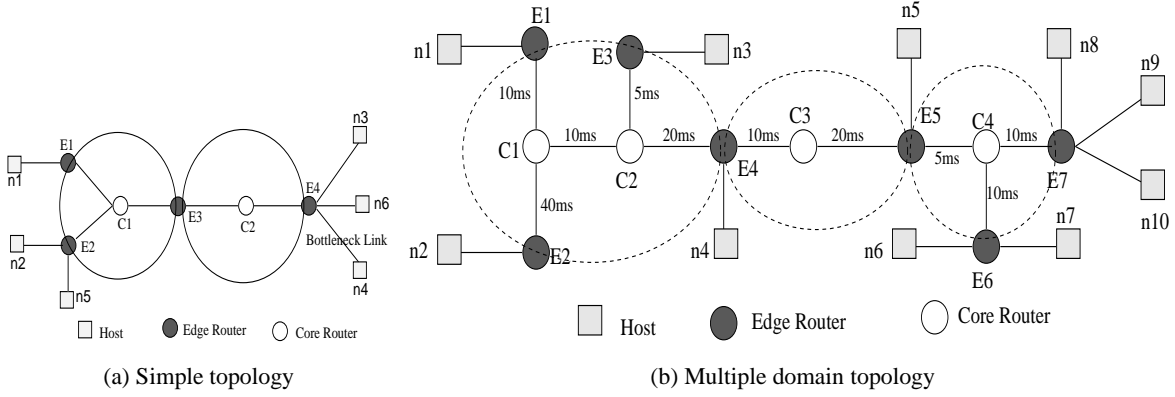 E1
n1
E2
n2
n5
C1
E3
C2
E4
n3
n6
Bottleneck Link
n4
Host
Edge Router
Core Router
(a) Simple topology
E1
n1
E3
n3
n5
n8
n9
10ms
5ms
C1
10ms
C2
20ms
E4
10ms
C3
20ms
E5
5ms
C4
10ms
E7
40ms
10ms
n2
E2
n4
n6
E6
n7
n10
Host
Edge Router
Core Router
(b) Multiple domain topology